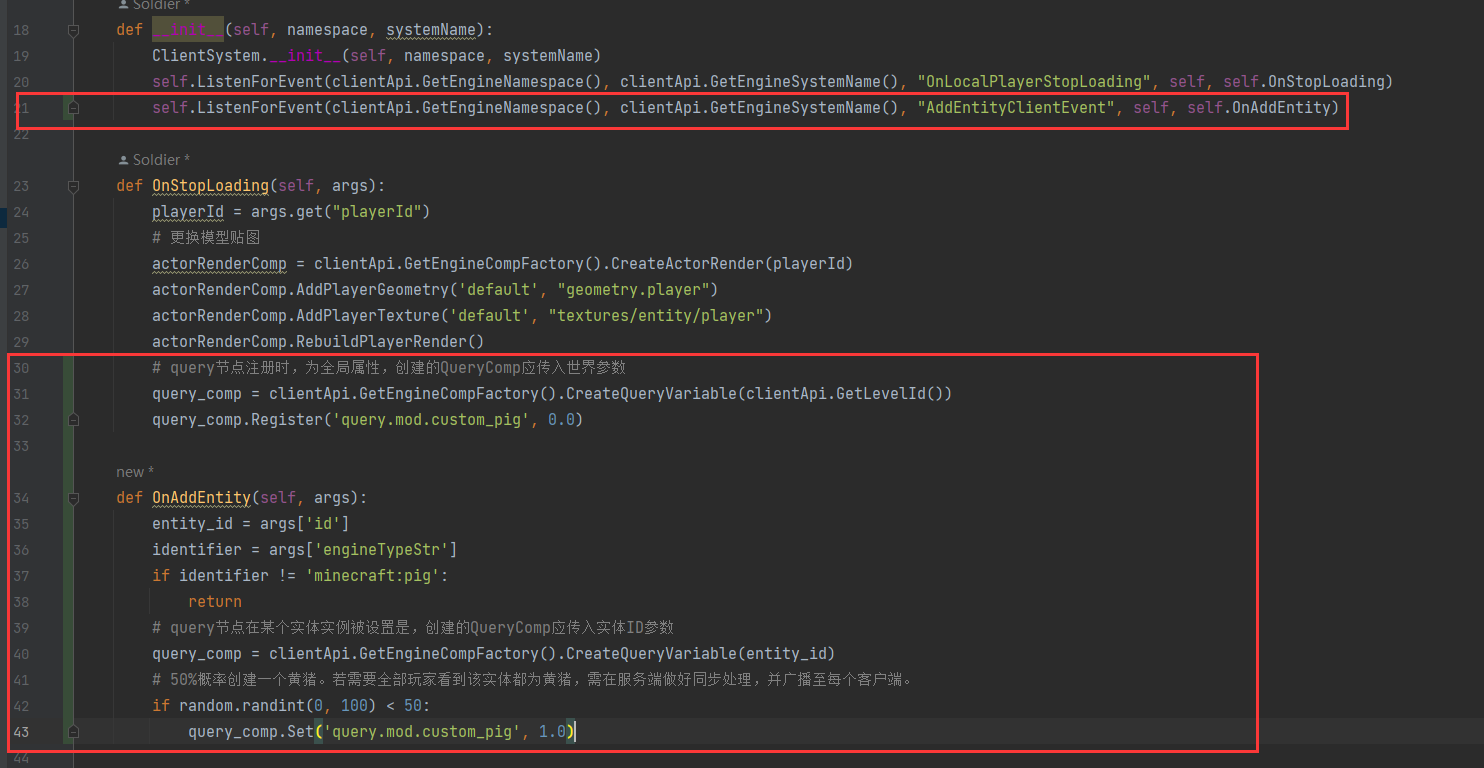 Soldier *
18 def __init__(self, namespace, systemName):
19 ClientSystem.__init__(self, namespace, systemName)
20 self.ListenForEvent(clientApi.GetEngineNamespace(), clientApi.GetEngineSystemName(), "OnLocalPlayerStopLoading", self, self.OnStopLoading)
21 self.ListenForEvent(clientApi.GetEngineNamespace(), clientApi.GetEngineSystemName(), "AddEntityClientEvent", self, self.OnAddEntity)
22
Soldier *
23 def OnStopLoading(self, args):
24 playerId = args.get("playerId")
25 # 更换模型贴图
26 actorRenderComp = clientApi.GetEngineCompFactory().CreateActorRender(playerId)
27 actorRenderComp.AddPlayerGeometry('default', "geometry.player")
28 actorRenderComp.AddPlayerTexture('default', "textures/entity/player")
29 actorRenderComp.RebuildPlayerRender()
30 # query节点注册时，为全局属性，创建的QueryComp应传入世界参数
31 query_comp = clientApi.GetEngineCompFactory().CreateQueryVariable(clientApi.GetLevelId())
32 query_comp.Register('query.mod.custom_pig', 0.0)
33
new *
34 def OnAddEntity(self, args):
35 entity_id = args['id']
36 identifier = args['engineTypeStr']
37 if identifier != 'minecraft:pig':
38 return
39 # query节点在某个实体实例被设置是，创建的QueryComp应传入实体ID参数
40 query_comp = clientApi.GetEngineCompFactory().CreateQueryVariable(entity_id)
41 # 50%概率创建一个黄猪。若需要全部玩家看到该实体都为黄猪，需在服务端做好同步处理，并广播至每个客户端。
42 if random.randint(0, 100) < 50:
43 query_comp.Set('query.mod.custom_pig', 1.0)
44